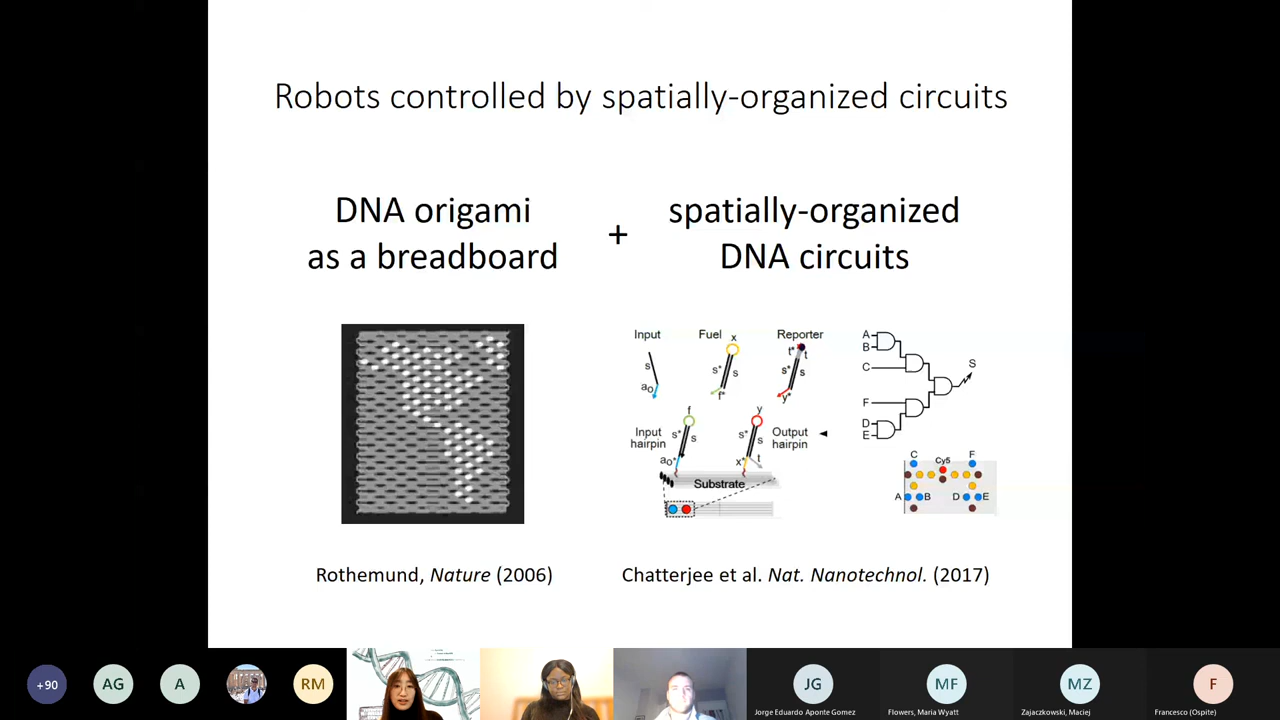 Robots controlled by spatially-organized circuits
DNA origami
as a breadboard
+
spatially-organized
DNA circuits
Input
Fuel
x
Reporter
s
a₀
s*
s
f*
t*
t
s*
s
y*
Input
hairpin
f
s*
s
a₀*
y
s*
s
x*
t
Output
hairpin
Substrate
A
B
C
F
D
E
S
C
Cy5
F
A
B
D
E
Rothemund, Nature (2006)
Chatterjee et al. Nat. Nanotechnol. (2017)
+90
AG
A
RM
JG
Jorge Eduardo Aponte Gomez
MF
Flowers, Maria Wyatt
MZ
Zajaczkowski, Maciej
F
Francesco (Ospite)